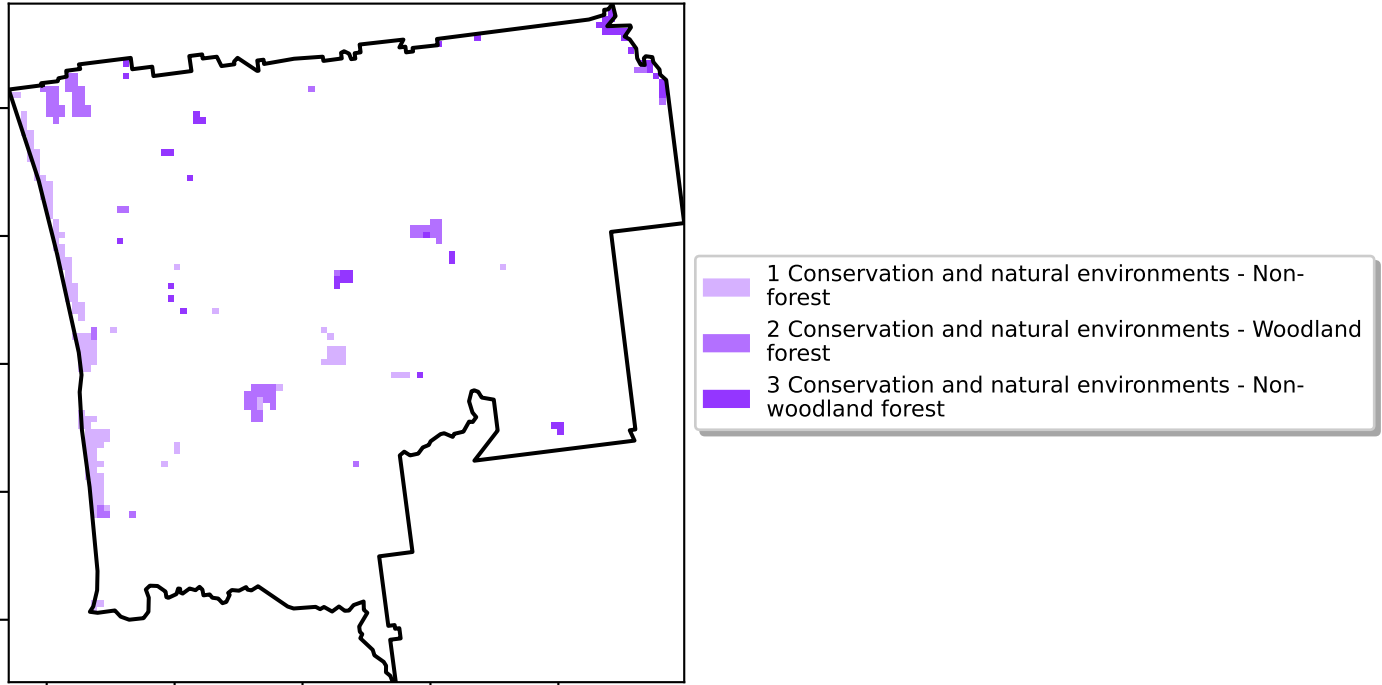 1 Conservation and natural environments - Non-
forest
2 Conservation and natural environments - Woodland
forest
3 Conservation and natural environments - Non-
woodland forest